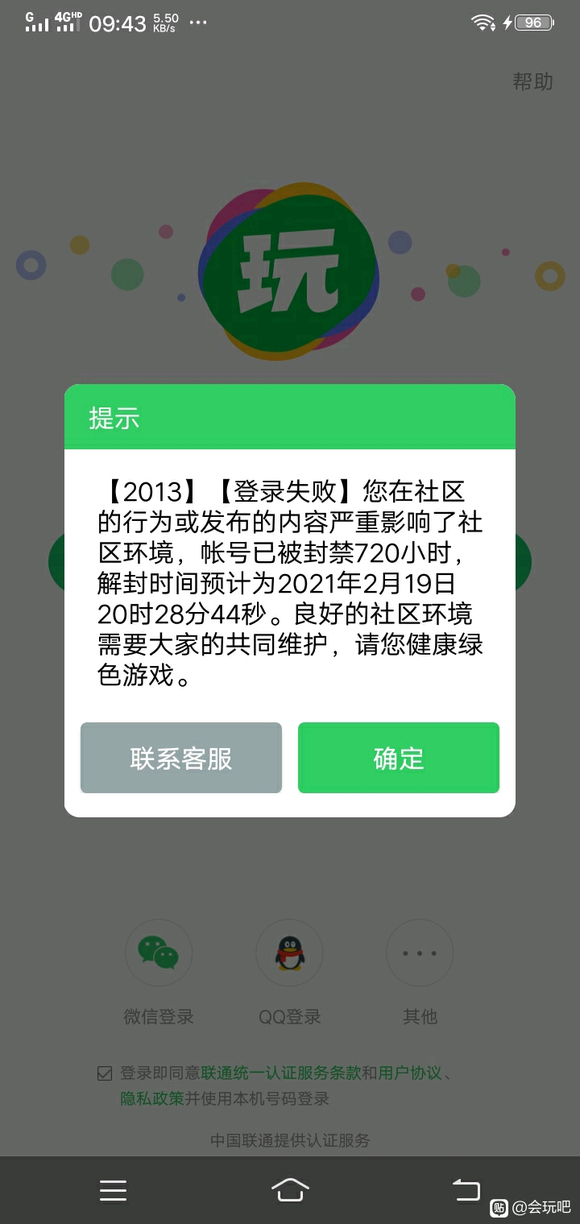 G 4GHD 09:43 5.50 KB/s ... 96
帮助
玩
提示
【2013】【登录失败】您在社区
的行为或发布的内容严重影响了社
区环境，帐号已被封禁720小时，
解封时间预计为2021年2月19日
20时28分44秒。良好的社区环境
需要大家的共同维护，请您健康绿
色游戏。
联系客服 确定
微信登录 QQ登录 其他
登录即同意联通统一认证服务条款和用户协议、
隐私政策并使用本机号码登录
中国联通提供认证服务
贴 @会玩吧